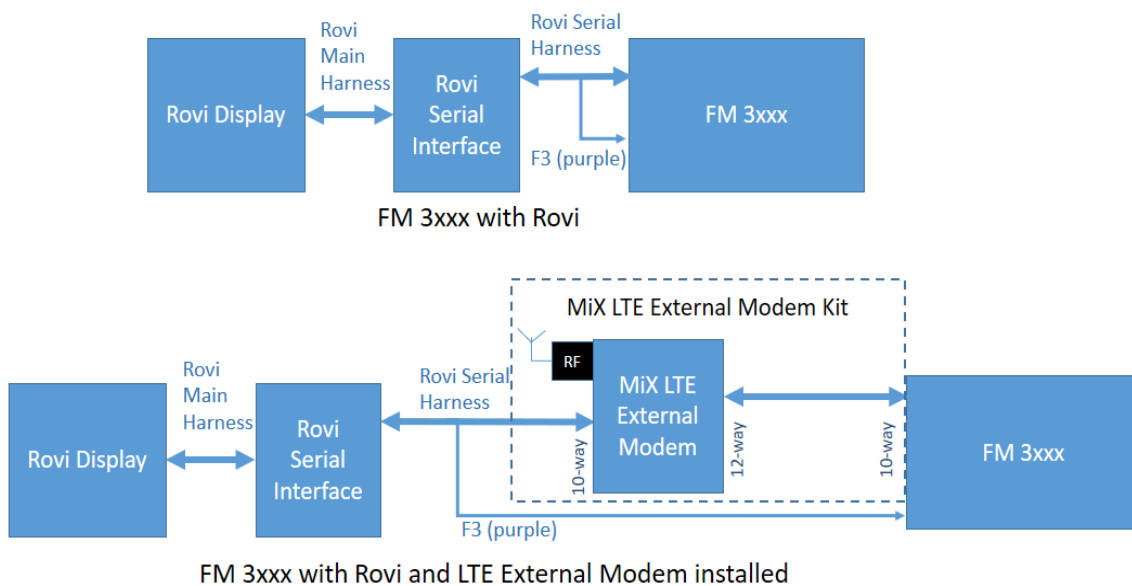 Rovi
Main
Harness
Rovi Serial
Harness
Rovi Display
Rovi
Serial
Interface
FM 3xxx
F3 (purple)
FM 3xxx with Rovi
MiX LTE External Modem Kit
RF
Rovi
Main
Harness
Rovi Serial
Harness
MiX LTE
External
Modem
Rovi Display
Rovi
Serial
Interface
10-way
12-way
10-way
FM 3xxx
F3 (purple)
FM 3xxx with Rovi and LTE External Modem installed